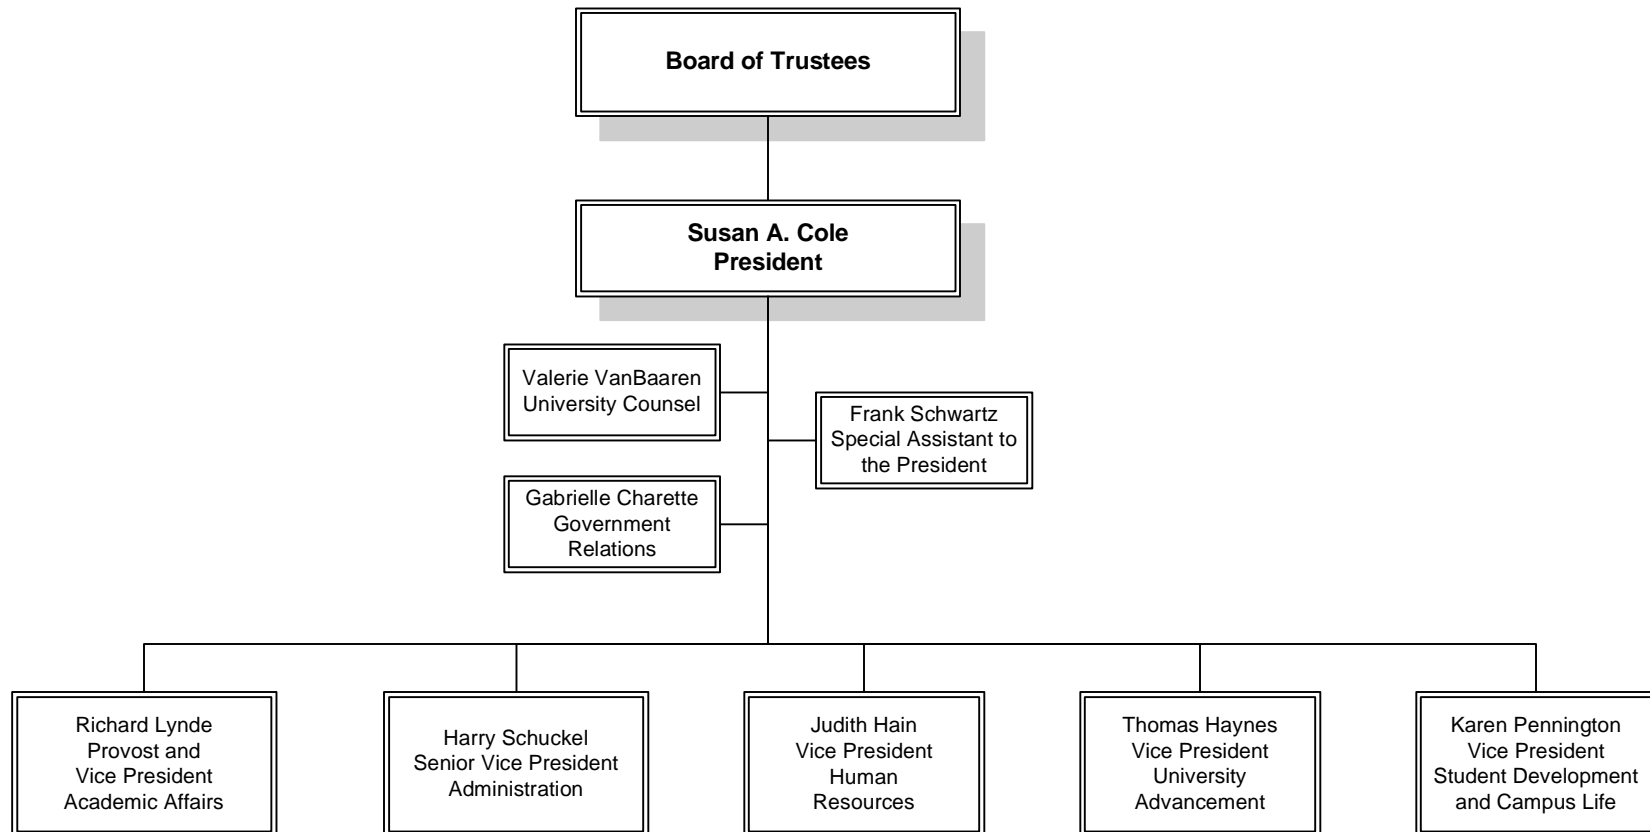 Board of Trustees
Susan A. Cole
President
Valerie VanBaaren
University Counsel
Frank Schwartz
Special Assistant to
the President
Gabrielle Charette
Government
Relations
Richard Lynde
Provost and
Vice President
Academic Affairs
Harry Schuckel
Senior Vice President
Administration
Judith Hain
Vice President
Human
Resources
Thomas Haynes
Vice President
University
Advancement
Karen Pennington
Vice President
Student Development
and Campus Life